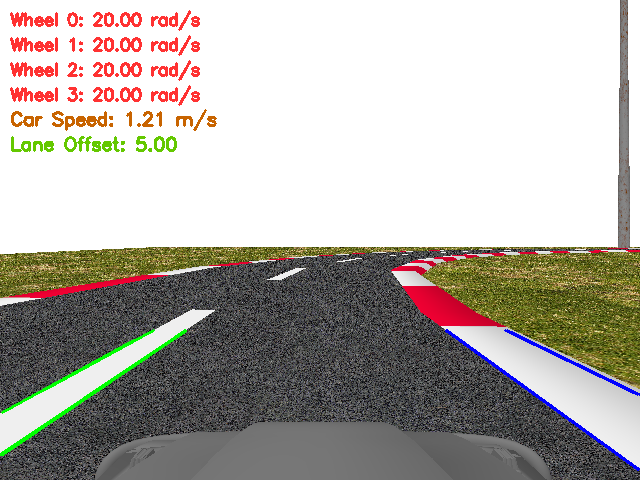 Wheel 0: 20.00 rad/s
Wheel 1: 20.00 rad/s
Wheel 2: 20.00 rad/s
Wheel 3: 20.00 rad/s
Car Speed: 1.21 m/s
Lane Offset: 5.00